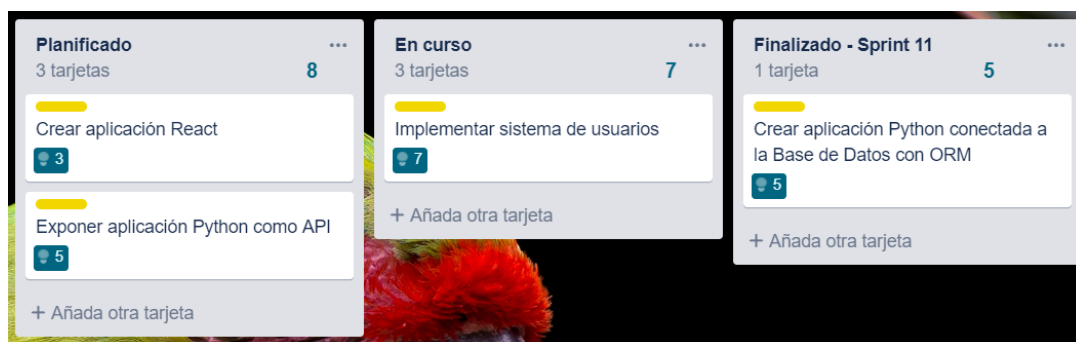 Planificado
3 tarjetas 8
Crear aplicación React
3
Exponer aplicación Python como API
5
+ Añada otra tarjeta
En curso
3 tarjetas 7
Implementar sistema de usuarios
7
+ Añada otra tarjeta
Finalizado - Sprint 11
1 tarjeta 5
Crear aplicación Python conectada a
la Base de Datos con ORM
5
+ Añada otra tarjeta